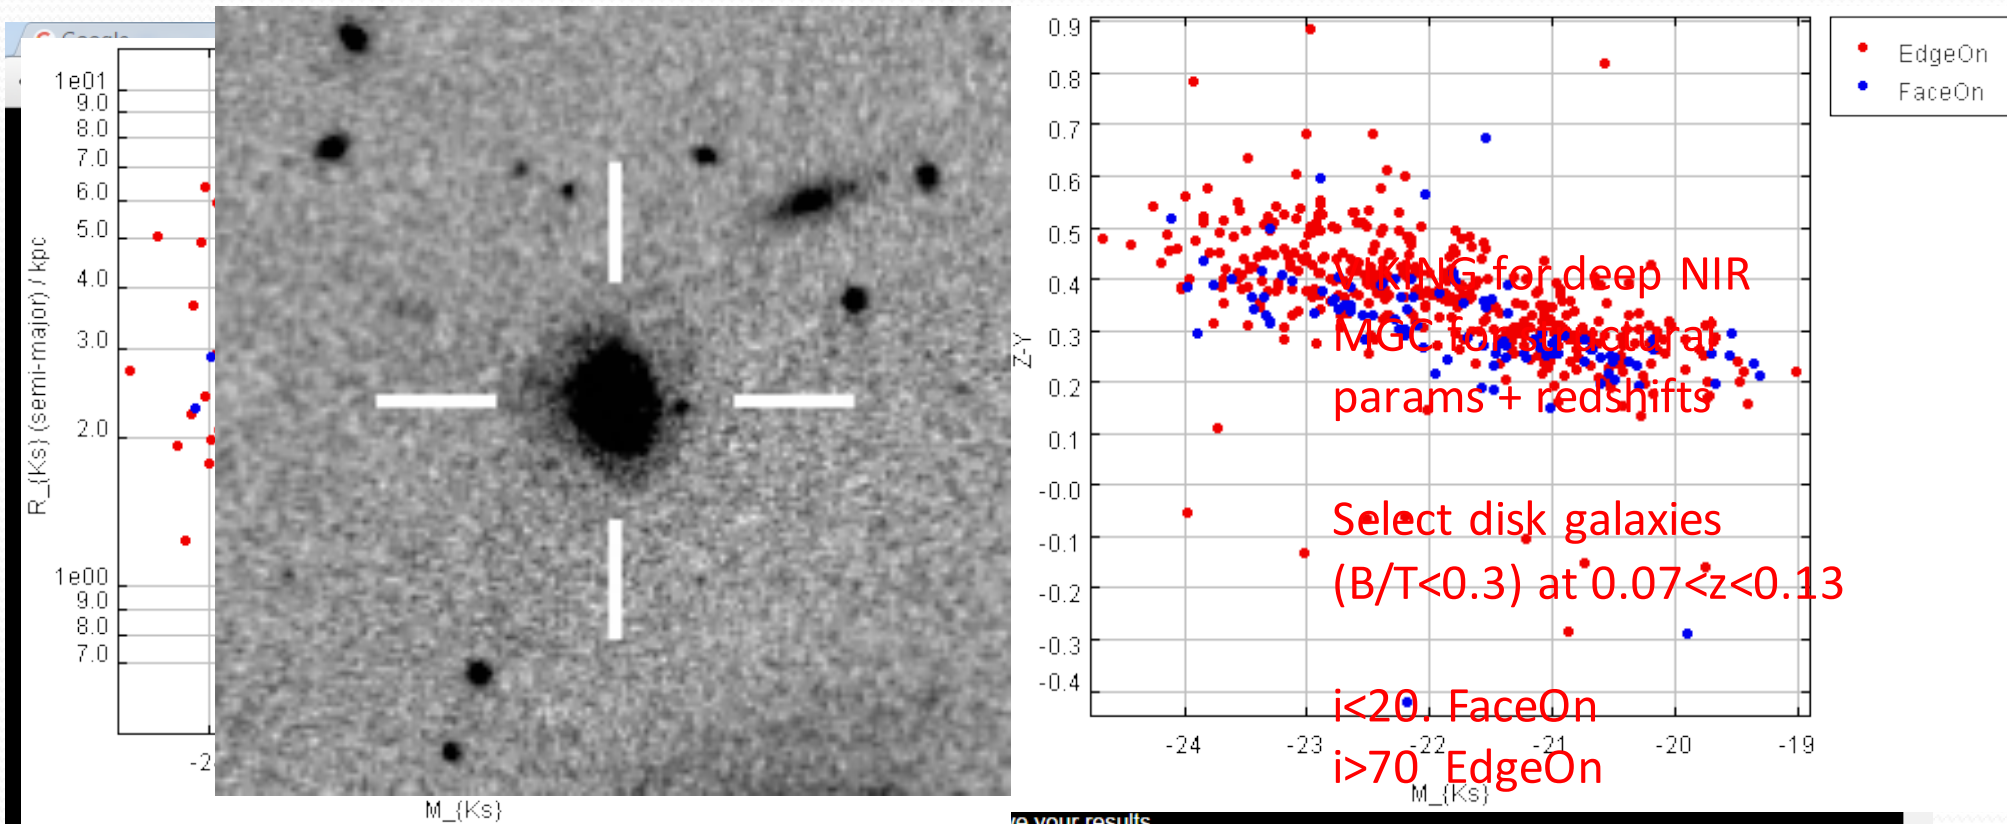 Google
1e01
9.0
8.0
7.0
6.0
5.0
4.0
3.0
2.0
1e00
9.0
8.0
7.0
R_{Ks} (semi-major) / kpc
-2
M_{Ks}
0.9
0.8
0.7
0.6
0.5
0.4
0.3
0.2
0.1
-0.0
-0.1
-0.2
-0.3
-0.4
Z-Y
-24 -23 -22 -21 -20 -19
M_{Ks}
EdgeOn
FaceOn
VIKING for deep NIR
MGC for structural
params + redshifts
Select disk galaxies
(B/T<0.3) at 0.07<z<0.13
i<20. FaceOn
i>70 EdgeOn
your results